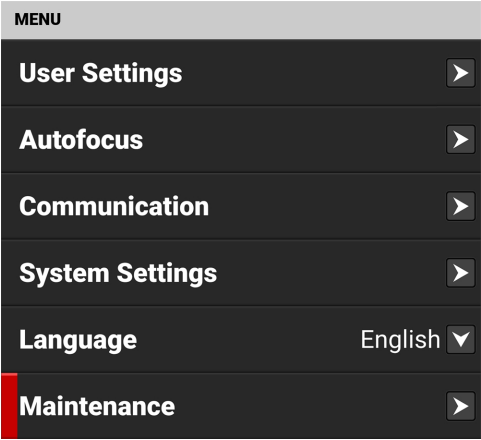 MENU
User Settings
Autofocus
Communication
System Settings
Language English
Maintenance